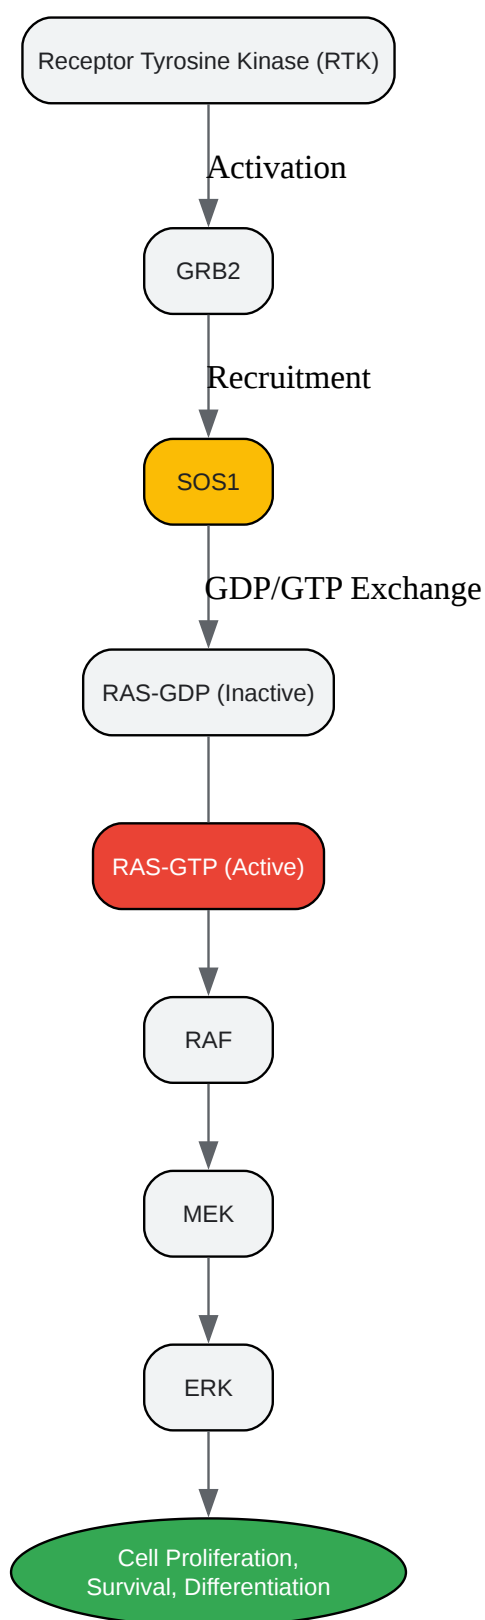 Receptor Tyrosine Kinase (RTK)
Activation
GRB2
Recruitment
SOS1
GDP/GTP Exchange
RAS-GDP (Inactive)
RAS-GTP (Active)
RAF
MEK
ERK
Cell Proliferation,
Survival, Differentiation